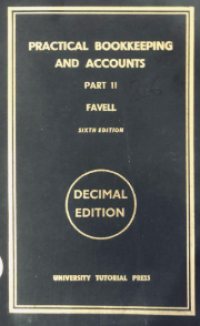 PRACTICAL BOOKKEEPING
AND ACCOUNTS
PART II
FAVELL
SIXTH EDITION
DECIMAL
EDITION
UNIVERSITY TUTORIAL PRESS